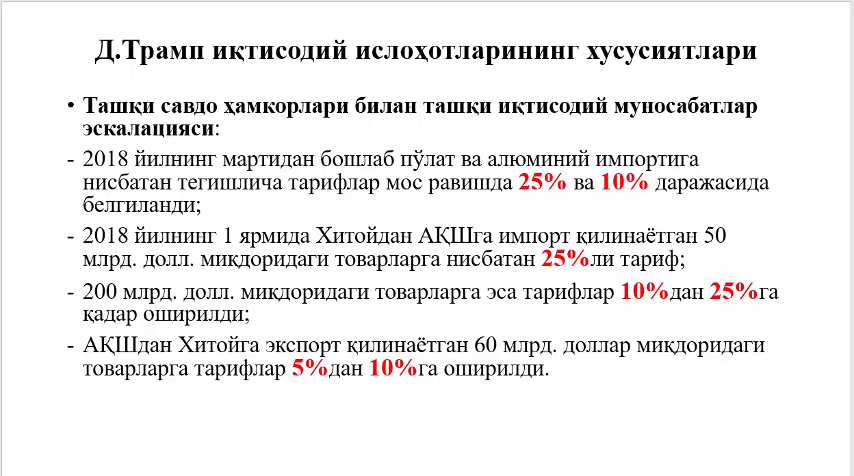 Д.Трамп иқтисодий ислоҳотларининг хусусиятлари
• Ташқи савдо ҳамкорлари билан ташқи иқтисодий муносабатлар
эскалацияси:
- 2018 йилнинг мартидан бошлаб пўлат ва алюминий импортига
нисбатан тегишлича тарифлар мос равишда 25% ва 10% даражасида
белгиланди;
- 2018 йилнинг 1 ярмида Хитойдан АҚШга импорт қилинаётган 50
млрд. долл. миқдоридаги товарларга нисбатан 25%ли тариф;
- 200 млрд. долл. миқдоридаги товарларга эса тарифлар 10%дан 25%га
қадар оширилди;
- АҚШдан Хитойга экспорт қилинаётган 60 млрд. доллар миқдоридаги
товарларга тарифлар 5%дан 10%га оширилди.